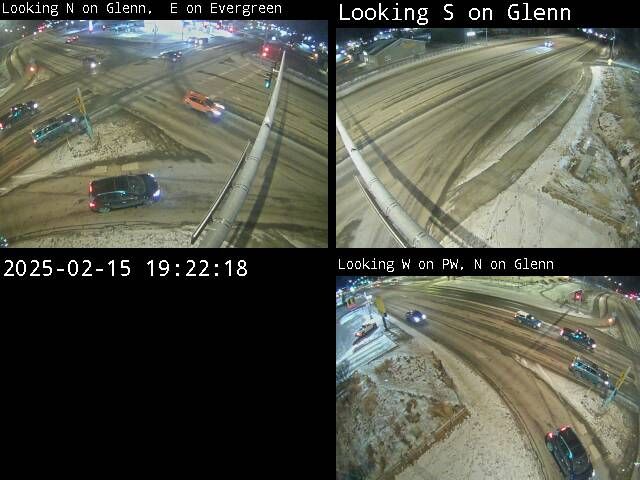 Looking N on Glenn, E on Evergreen
Looking S on Glenn
2025-02-15 19:22:18
Looking W on PW, N on Glenn